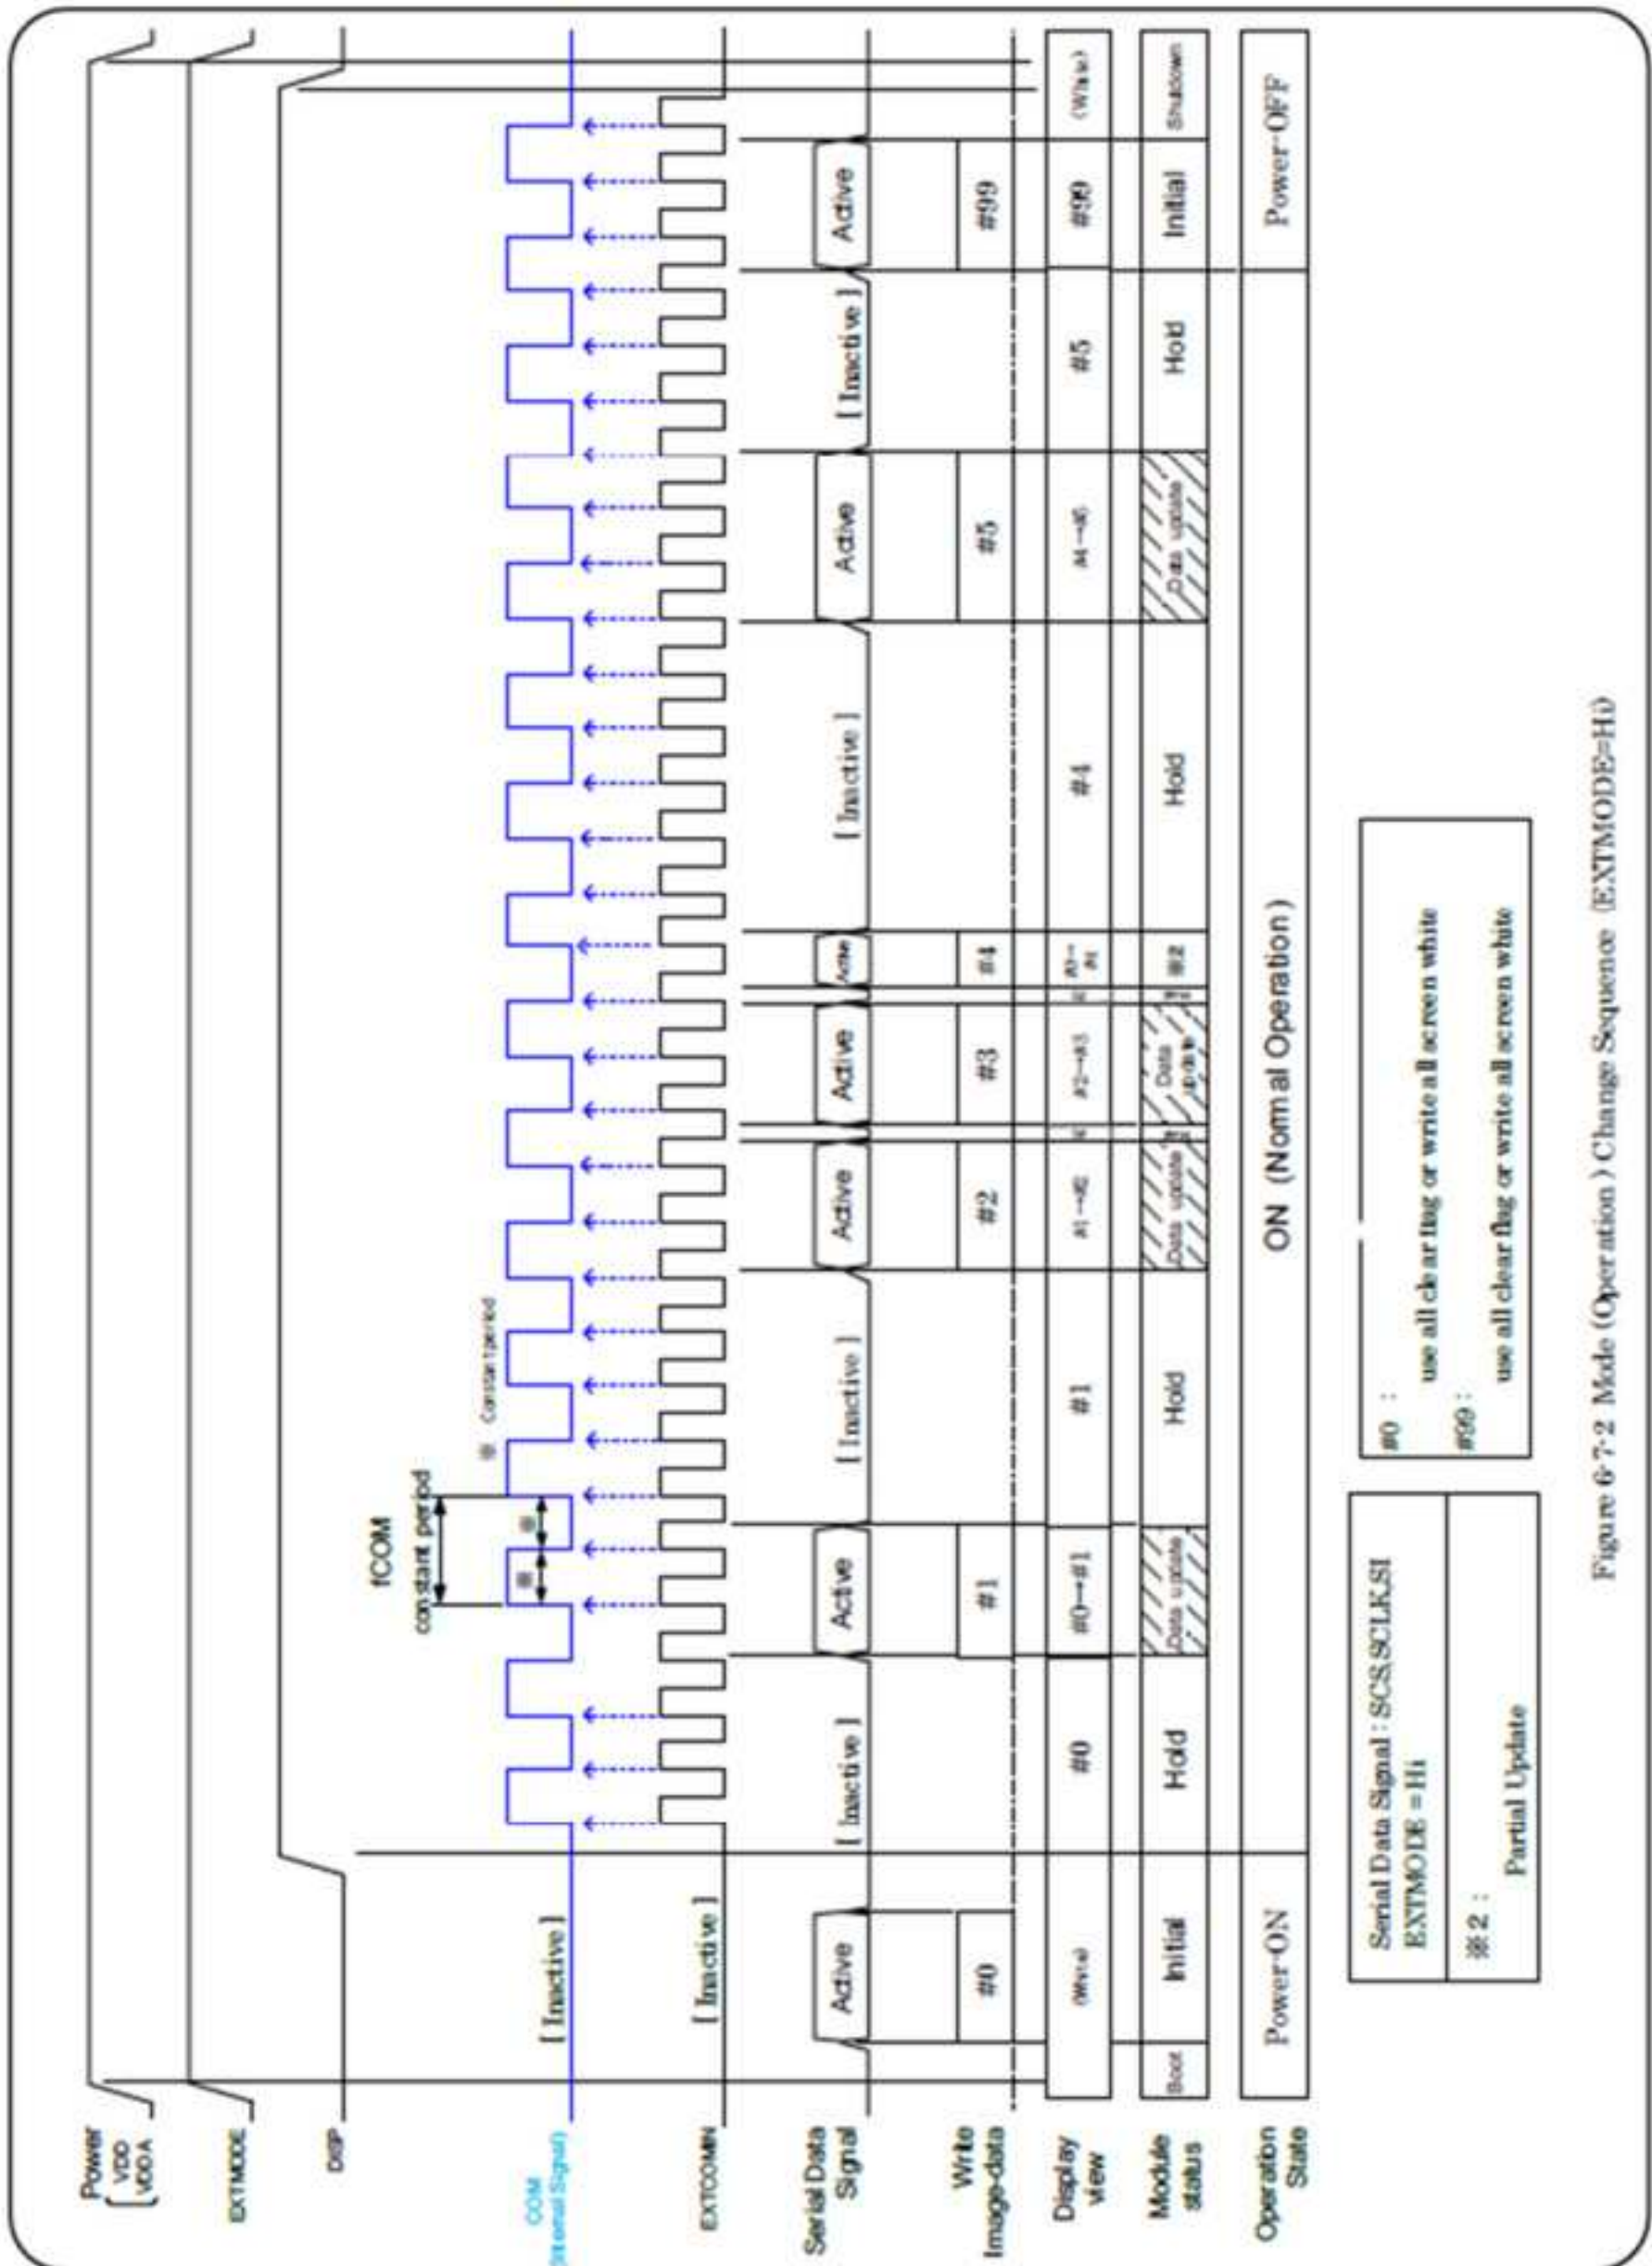 Power
VDD
VDDA
EXTMODE
DISP
fCOM
constant period
※ Constant period
※ ※
COM
(Internal Signal)
[ Inactive ]
EXTCOMIN
[ Inactive ]
Serial Data
Signal
Active [ Inactive ] Active [ Inactive ] Active Active Active [ Inactive ] Active [ Inactive ] Active
Write
Image-data
#0 #1 #2 #3 #4 #5 #99
Display
view
(White) #0 #0→#1 #1 #1→#2 #2→#3 #3→
#4
#4 #4→#5 #5 #99 (White)
Module
status
Boot Initial Hold Data update Hold Data update Data
update
※2 Hold Data update Hold Initial Shutdown
Operation
State
Power-ON ON (Normal Operation) Power-OFF
Serial Data Signal : SCS,SCLK,SI
EXTMODE = Hi
※2 :
Partial Update
#0 :
use all clear flag or write all screen white
#99 :
use all clear flag or write all screen white
Figure 6-7-2 Mode (Operation) Change Sequence (EXTMODE=Hi)